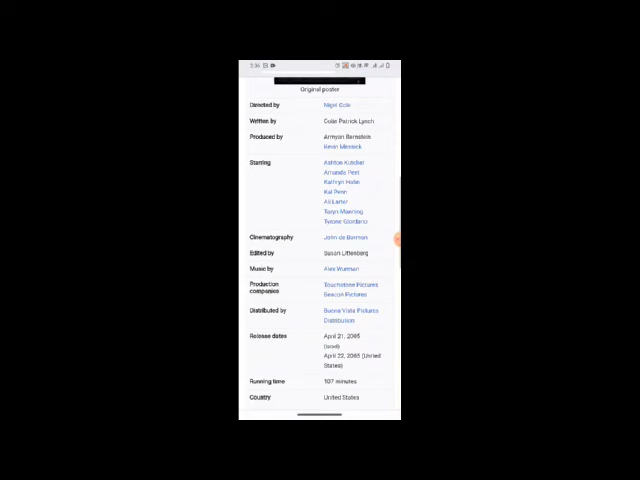 Original poster
Directed by Nigel Cole
Written by Colin Patrick Lynch
Produced by Armyan Bernstein
Kevin Messick
Starring Ashton Kutcher
Amanda Peet
Kathryn Hahn
Kal Penn
Ali Larter
Taryn Manning
Tyrone Giordano
Cinematography John de Borman
Edited by Susan Littenberg
Music by Alex Wurman
Production Touchstone Pictures
companies Beacon Pictures
Distributed by Buena Vista Pictures
Distribution
Release dates April 21, 2005
(Israel)
April 22, 2005 (United
States)
Running time 107 minutes
Country United States